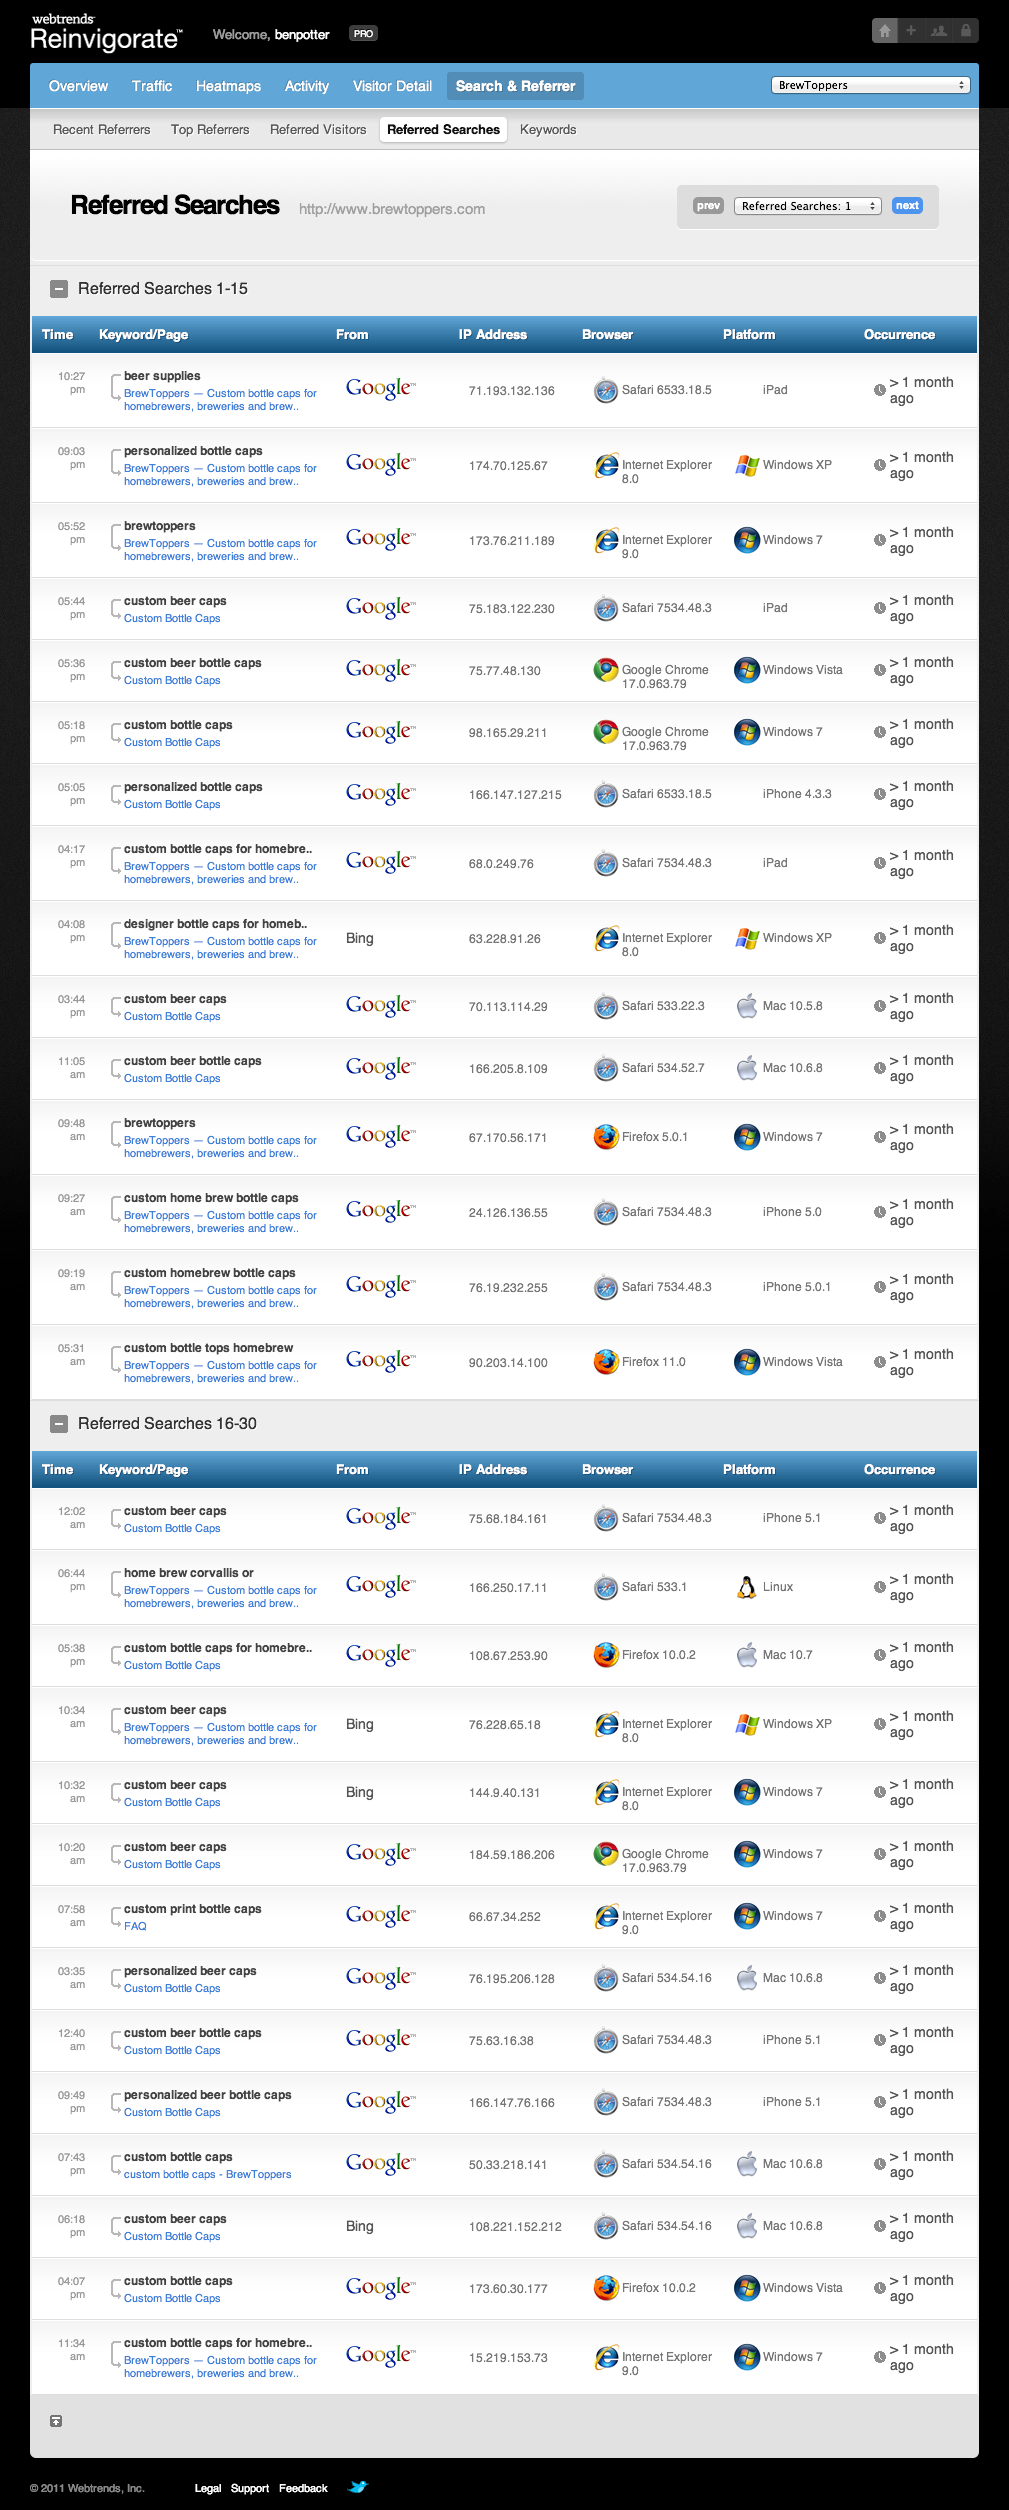 webtrends
Reinvigorate™
Welcome, benpotter PRO
Overview Traffic Heatmaps Activity Visitor Detail Search & Referrer BrewToppers
Recent Referrers Top Referrers Referred Visitors Referred Searches Keywords
Referred Searches http://www.brewtoppers.com prev Referred Searches: 1 next
Referred Searches 1-15
Time Keyword/Page From IP Address Browser Platform Occurrence
10:27 pm beer supplies Google™ 71.193.132.136 Safari 6533.18.5 iPad > 1 month ago
BrewToppers — Custom bottle caps for
homebrewers, breweries and brew..
09:03 pm personalized bottle caps Google™ 174.70.125.67 Internet Explorer 8.0 Windows XP > 1 month ago
BrewToppers — Custom bottle caps for
homebrewers, breweries and brew..
05:52 pm brewtoppers Google™ 173.76.211.189 Internet Explorer 9.0 Windows 7 > 1 month ago
BrewToppers — Custom bottle caps for
homebrewers, breweries and brew..
05:44 pm custom beer caps Google™ 75.183.122.230 Safari 7534.48.3 iPad > 1 month ago
Custom Bottle Caps
05:36 pm custom beer bottle caps Google™ 75.77.48.130 Google Chrome 17.0.963.79 Windows Vista > 1 month ago
Custom Bottle Caps
05:18 pm custom bottle caps Google™ 98.165.29.211 Google Chrome 17.0.963.79 Windows 7 > 1 month ago
Custom Bottle Caps
05:05 pm personalized bottle caps Google™ 166.147.127.215 Safari 6533.18.5 iPhone 4.3.3 > 1 month ago
Custom Bottle Caps
04:17 pm custom bottle caps for homebre.. Google™ 68.0.249.76 Safari 7534.48.3 iPad > 1 month ago
BrewToppers — Custom bottle caps for
homebrewers, breweries and brew..
04:08 pm designer bottle caps for homeb.. Bing 63.228.91.26 Internet Explorer 8.0 Windows XP > 1 month ago
BrewToppers — Custom bottle caps for
homebrewers, breweries and brew..
03:44 pm custom beer caps Google™ 70.113.114.29 Safari 533.22.3 Mac 10.5.8 > 1 month ago
Custom Bottle Caps
11:05 am custom beer bottle caps Google™ 166.205.8.109 Safari 534.52.7 Mac 10.6.8 > 1 month ago
Custom Bottle Caps
09:48 am brewtoppers Google™ 67.170.56.171 Firefox 5.0.1 Windows 7 > 1 month ago
BrewToppers — Custom bottle caps for
homebrewers, breweries and brew..
09:27 am custom home brew bottle caps Google™ 24.126.136.55 Safari 7534.48.3 iPhone 5.0 > 1 month ago
BrewToppers — Custom bottle caps for
homebrewers, breweries and brew..
09:19 am custom homebrew bottle caps Google™ 76.19.232.255 Safari 7534.48.3 iPhone 5.0.1 > 1 month ago
BrewToppers — Custom bottle caps for
homebrewers, breweries and brew..
05:31 am custom bottle tops homebrew Google™ 90.203.14.100 Firefox 11.0 Windows Vista > 1 month ago
BrewToppers — Custom bottle caps for
homebrewers, breweries and brew..
Referred Searches 16-30
Time Keyword/Page From IP Address Browser Platform Occurrence
12:02 am custom beer caps Google™ 75.68.184.161 Safari 7534.48.3 iPhone 5.1 > 1 month ago
Custom Bottle Caps
06:44 pm home brew corvallis or Google™ 166.250.17.11 Safari 533.1 Linux > 1 month ago
BrewToppers — Custom bottle caps for
homebrewers, breweries and brew..
05:38 pm custom bottle caps for homebre.. Google™ 108.67.253.90 Firefox 10.0.2 Mac 10.7 > 1 month ago
Custom Bottle Caps
10:34 am custom beer caps Bing 76.228.65.18 Internet Explorer 8.0 Windows XP > 1 month ago
BrewToppers — Custom bottle caps for
homebrewers, breweries and brew..
10:32 am custom beer caps Bing 144.9.40.131 Internet Explorer 8.0 Windows 7 > 1 month ago
Custom Bottle Caps
10:20 am custom beer caps Google™ 184.59.186.206 Google Chrome 17.0.963.79 Windows 7 > 1 month ago
Custom Bottle Caps
07:58 am custom print bottle caps Google™ 66.67.34.252 Internet Explorer 9.0 Windows 7 > 1 month ago
FAQ
03:35 am personalized beer caps Google™ 76.195.206.128 Safari 534.54.16 Mac 10.6.8 > 1 month ago
Custom Bottle Caps
12:40 am custom beer bottle caps Google™ 75.63.16.38 Safari 7534.48.3 iPhone 5.1 > 1 month ago
Custom Bottle Caps
09:49 pm personalized beer bottle caps Google™ 166.147.76.166 Safari 7534.48.3 iPhone 5.1 > 1 month ago
Custom Bottle Caps
07:43 pm custom bottle caps Google™ 50.33.218.141 Safari 534.54.16 Mac 10.6.8 > 1 month ago
custom bottle caps - BrewToppers
06:18 pm custom beer caps Bing 108.221.152.212 Safari 534.54.16 Mac 10.6.8 > 1 month ago
Custom Bottle Caps
04:07 pm custom bottle caps Google™ 173.60.30.177 Firefox 10.0.2 Windows Vista > 1 month ago
Custom Bottle Caps
11:34 am custom bottle caps for homebre.. Google™ 15.219.153.73 Internet Explorer 9.0 Windows 7 > 1 month ago
BrewToppers — Custom bottle caps for
homebrewers, breweries and brew..
© 2011 Webtrends, Inc. Legal Support Feedback